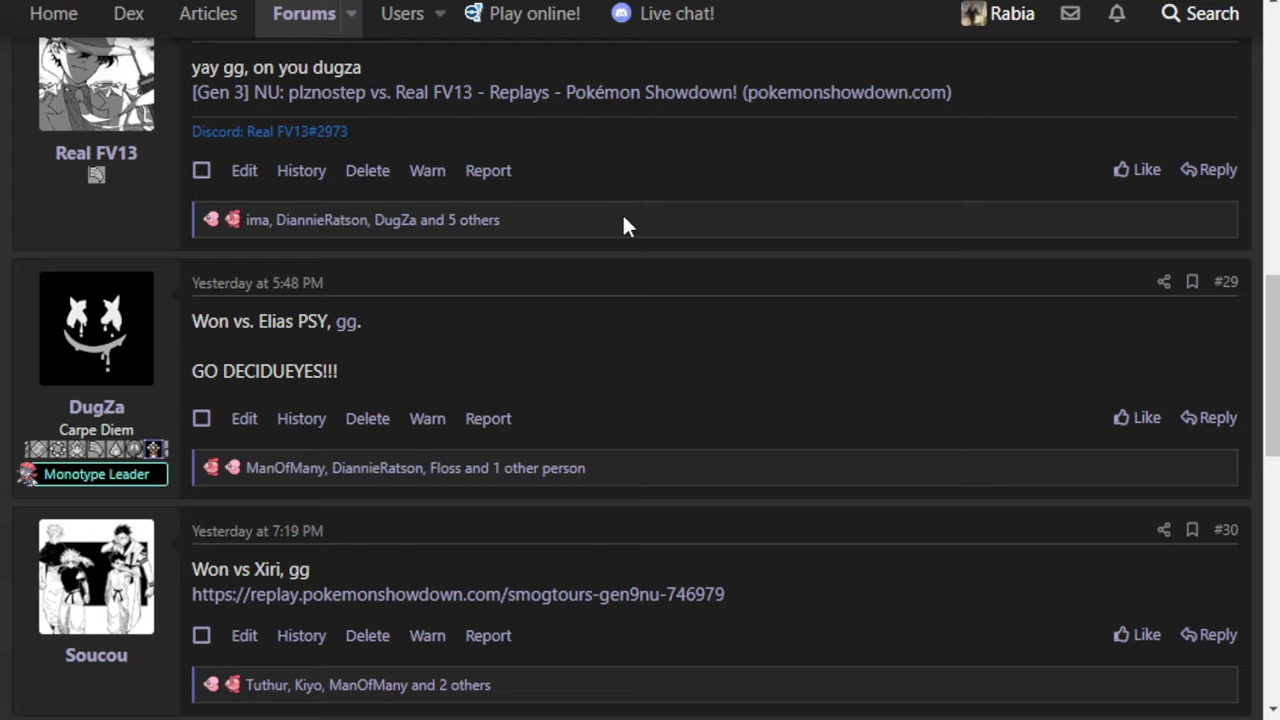 Home Dex Articles Forums Users Play online! Live chat! Rabia Search
yay gg, on you dugza
[Gen 3] NU: plznostep vs. Real FV13 - Replays - Pokémon Showdown! (pokemonshowdown.com)
Discord: Real FV13#2973
Real FV13
Edit History Delete Warn Report Like Reply
ima, DiannieRatson, DugZa and 5 others
Yesterday at 5:48 PM #29
Won vs. Elias PSY, gg.
GO DECIDUEYES!!!
DugZa
Carpe Diem
Monotype Leader
Edit History Delete Warn Report Like Reply
ManOfMany, DiannieRatson, Floss and 1 other person
Yesterday at 7:19 PM #30
Won vs Xiri, gg
https://replay.pokemonshowdown.com/smogtours-gen9nu-746979
Edit History Delete Warn Report Like Reply
Soucou
Tuthur, Kiyo, ManOfMany and 2 others